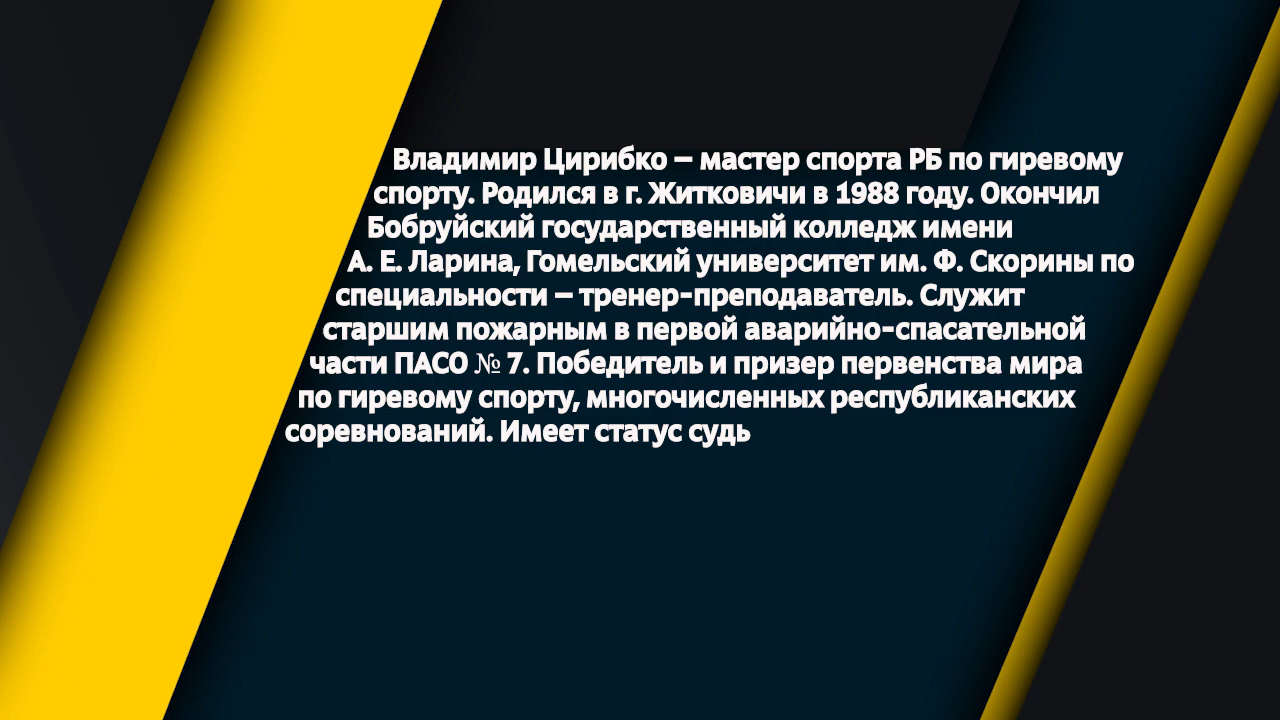 Владимир Цирибко – мастер спорта РБ по гиревому
спорту. Родился в г. Житковичи в 1988 году. Окончил
Бобруйский государственный колледж имени
А. Е. Ларина, Гомельский университет им. Ф. Скорины по
специальности – тренер-преподаватель. Служит
старшим пожарным в первой аварийно-спасательной
части ПАСО № 7. Победитель и призер первенства мира
по гиревому спорту, многочисленных республиканских
соревнований. Имеет статус судь